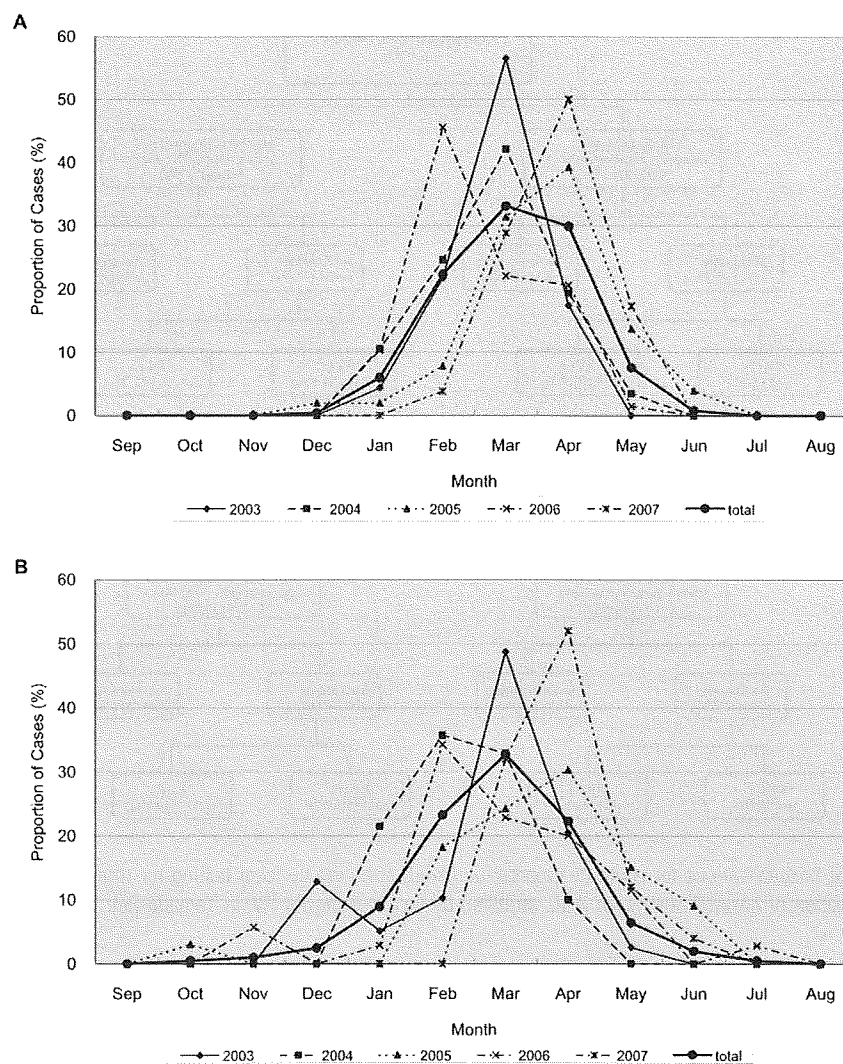 A
60
50
40
30
20
10
0
Proportion of Cases (%)
Sep Oct Nov Dec Jan Feb Mar Apr May Jun Jul Aug
Month
2003 2004 2005 2006 2007 total
B
60
50
40
30
20
10
0
Proportion of Cases (%)
Sep Oct Nov Dec Jan Feb Mar Apr May Jun Jul Aug
Month
2003 2004 2005 2006 2007 total